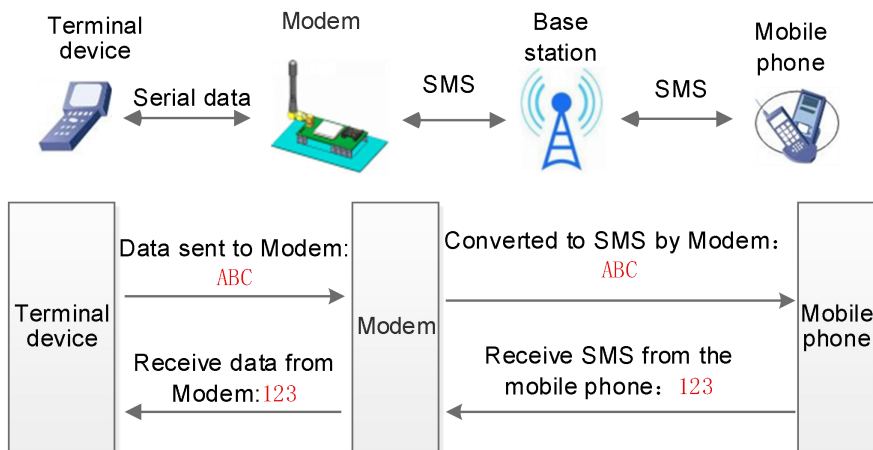 Terminal
device
Modem
Base
station
Mobile
phone
Serial data
SMS
SMS
Data sent to Modem:
ABC
Converted to SMS by Modem：
ABC
Terminal
device
Modem
Mobile
phone
Receive data from
Modem:123
Receive SMS from the
mobile phone：123